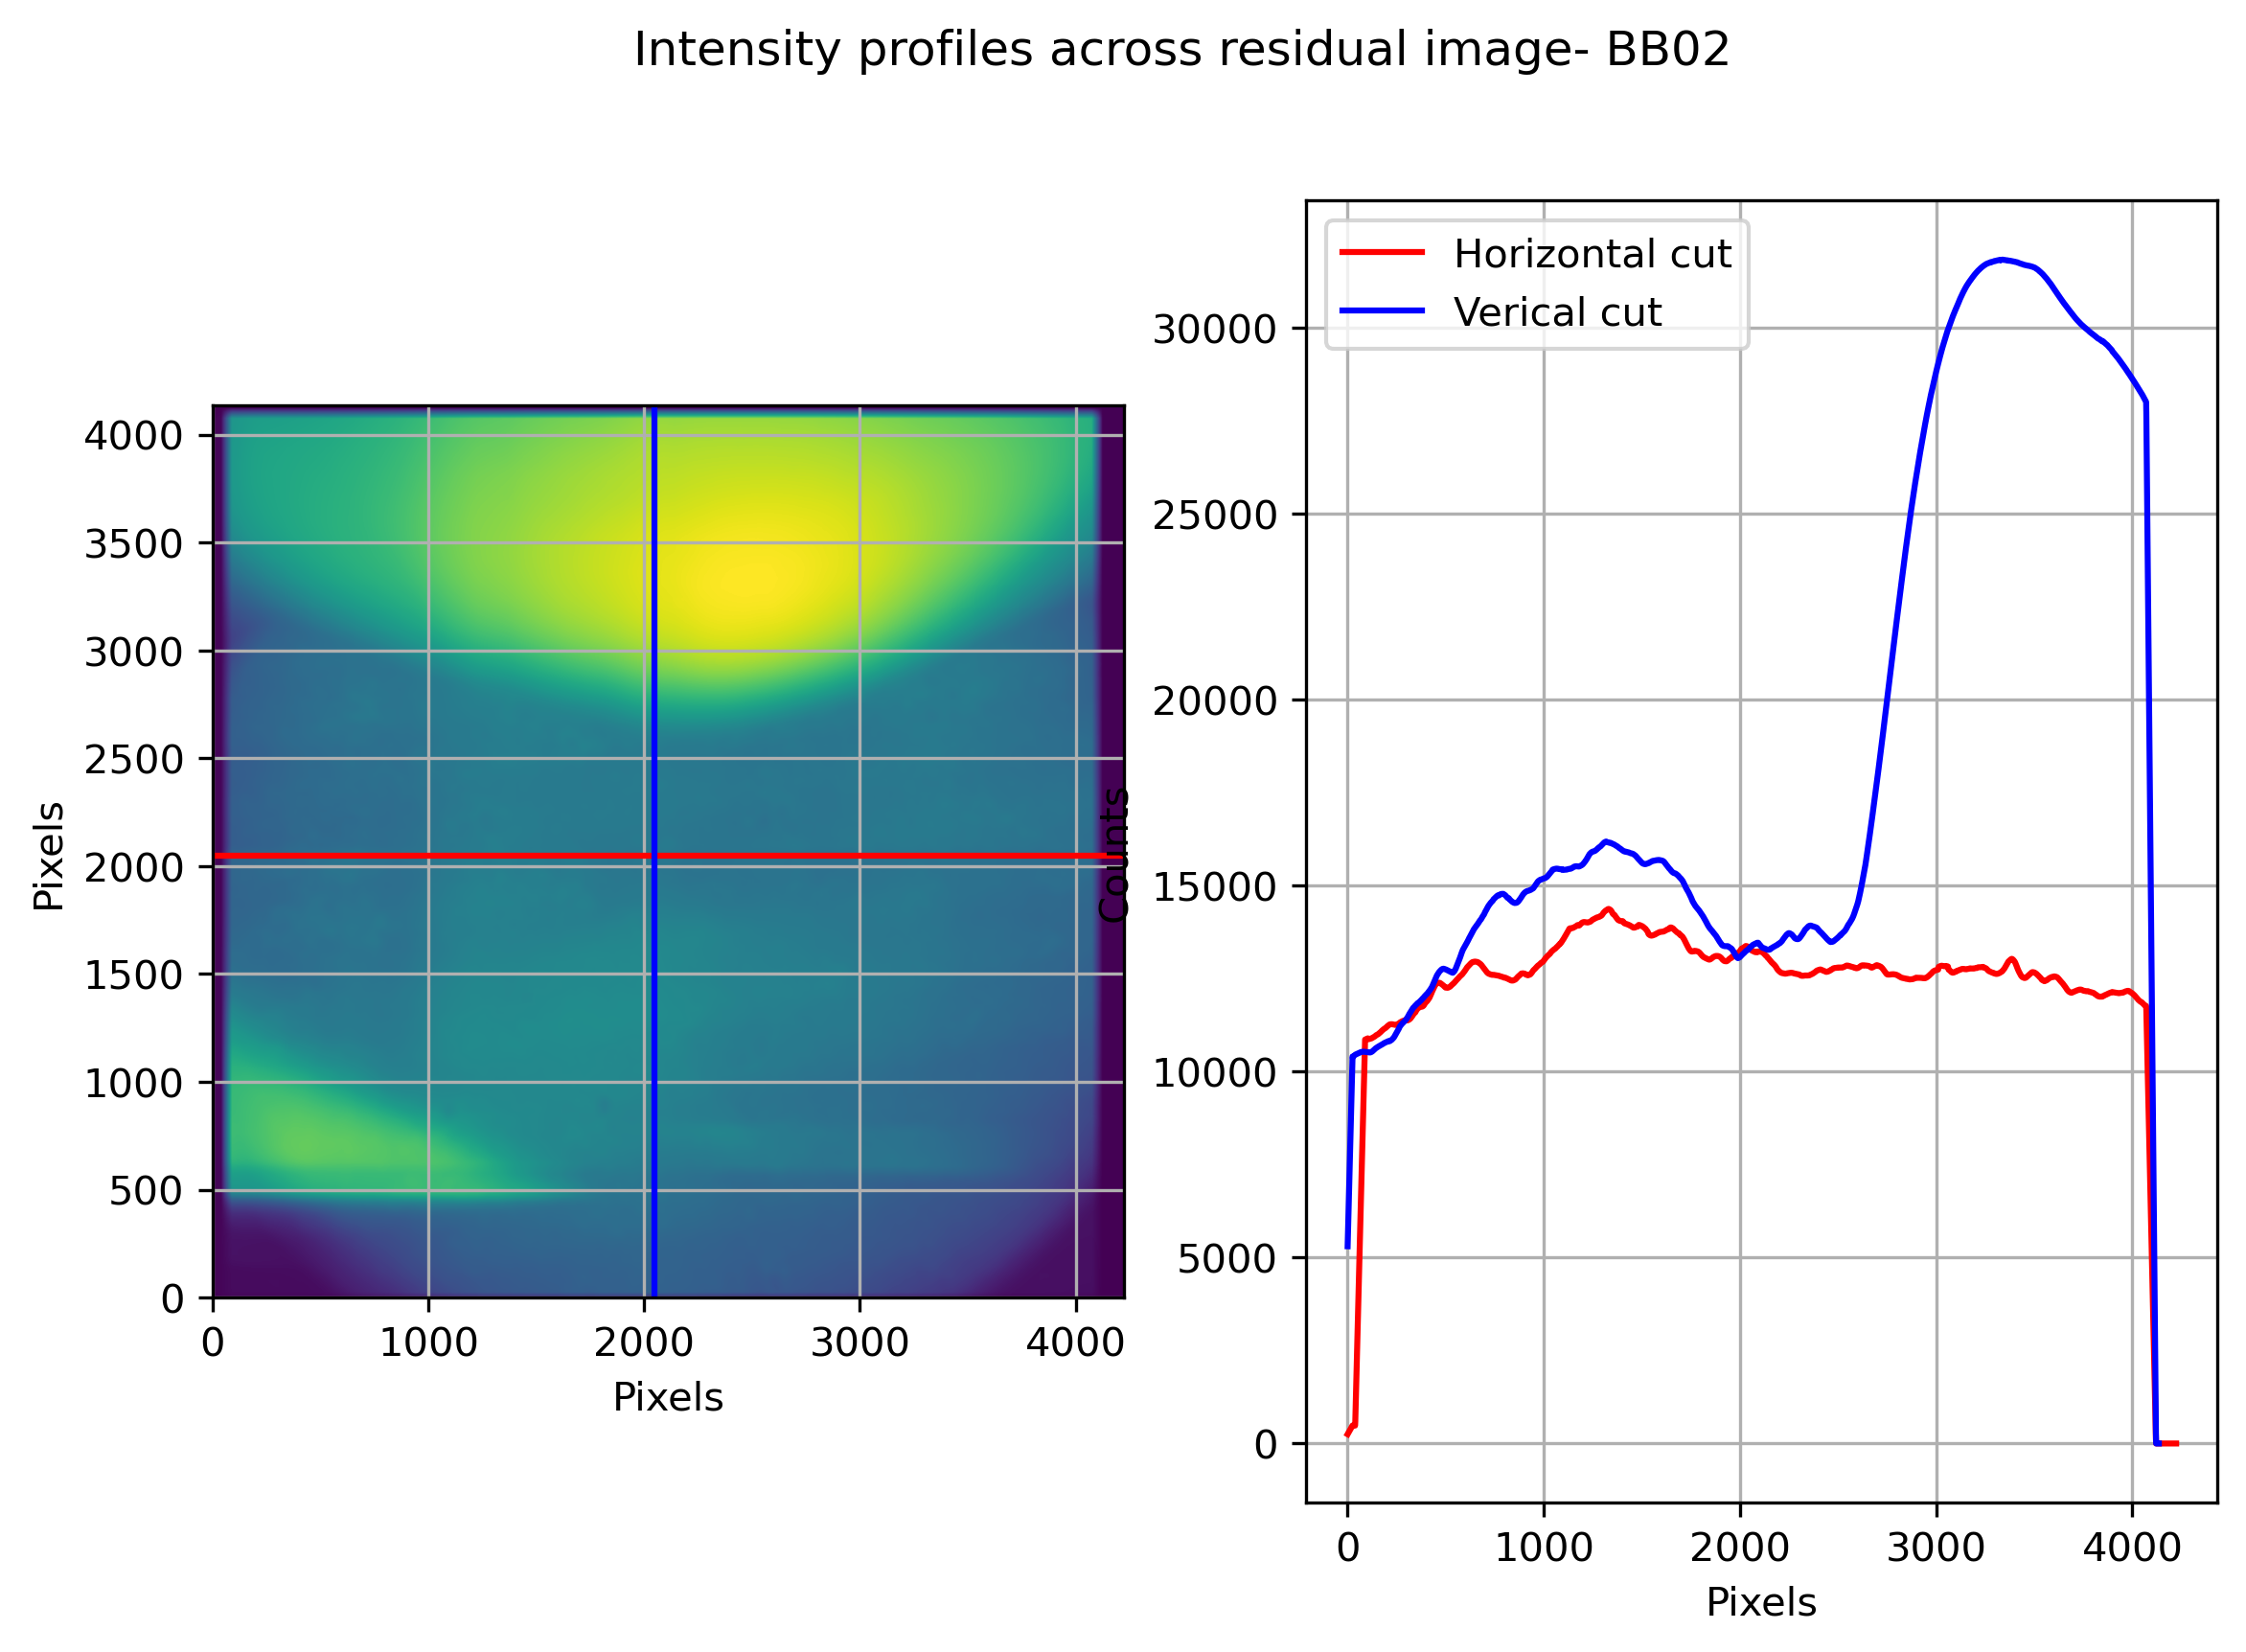 Intensity profiles across residual image- BB02
4000
3500
3000
2500
2000
1500
1000
500
0
Pixels
0 1000 2000 3000 4000
Pixels
Horizontal cut
Verical cut
30000
25000
20000
15000
10000
5000
0
Counts
0 1000 2000 3000 4000
Pixels